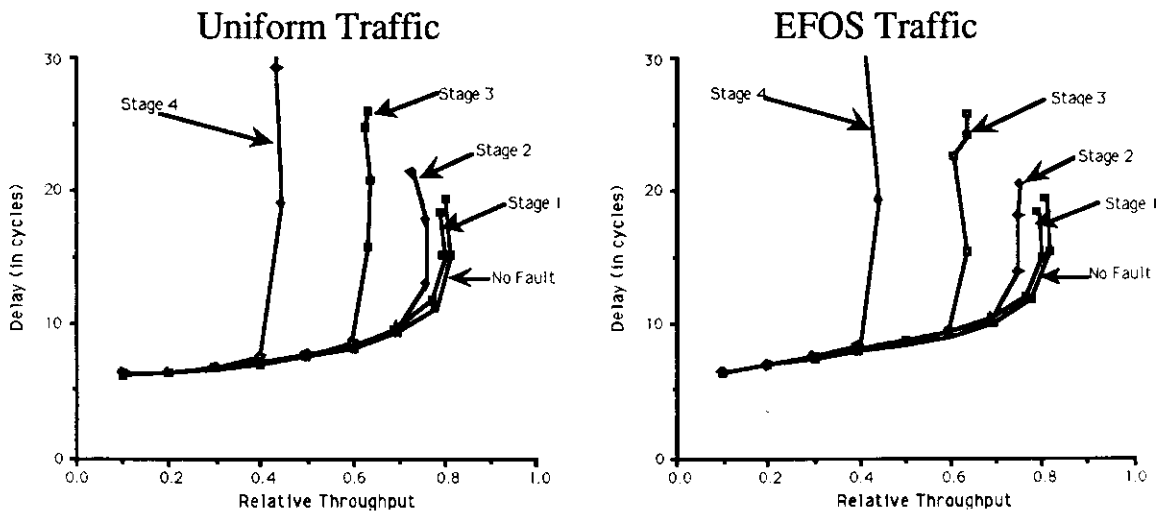 Uniform Traffic
30
20
10
0
Delay (in cycles)
Stage 4
Stage 3
Stage 2
Stage 1
No Fault
0.0 0.2 0.4 0.6 0.8 1.0
Relative Throughput
EFOS Traffic
30
20
10
0
Delay (in cycles)
Stage 4
Stage 3
Stage 2
Stage 1
No Fault
0.0 0.2 0.4 0.6 0.8 1.0
Relative Throughput